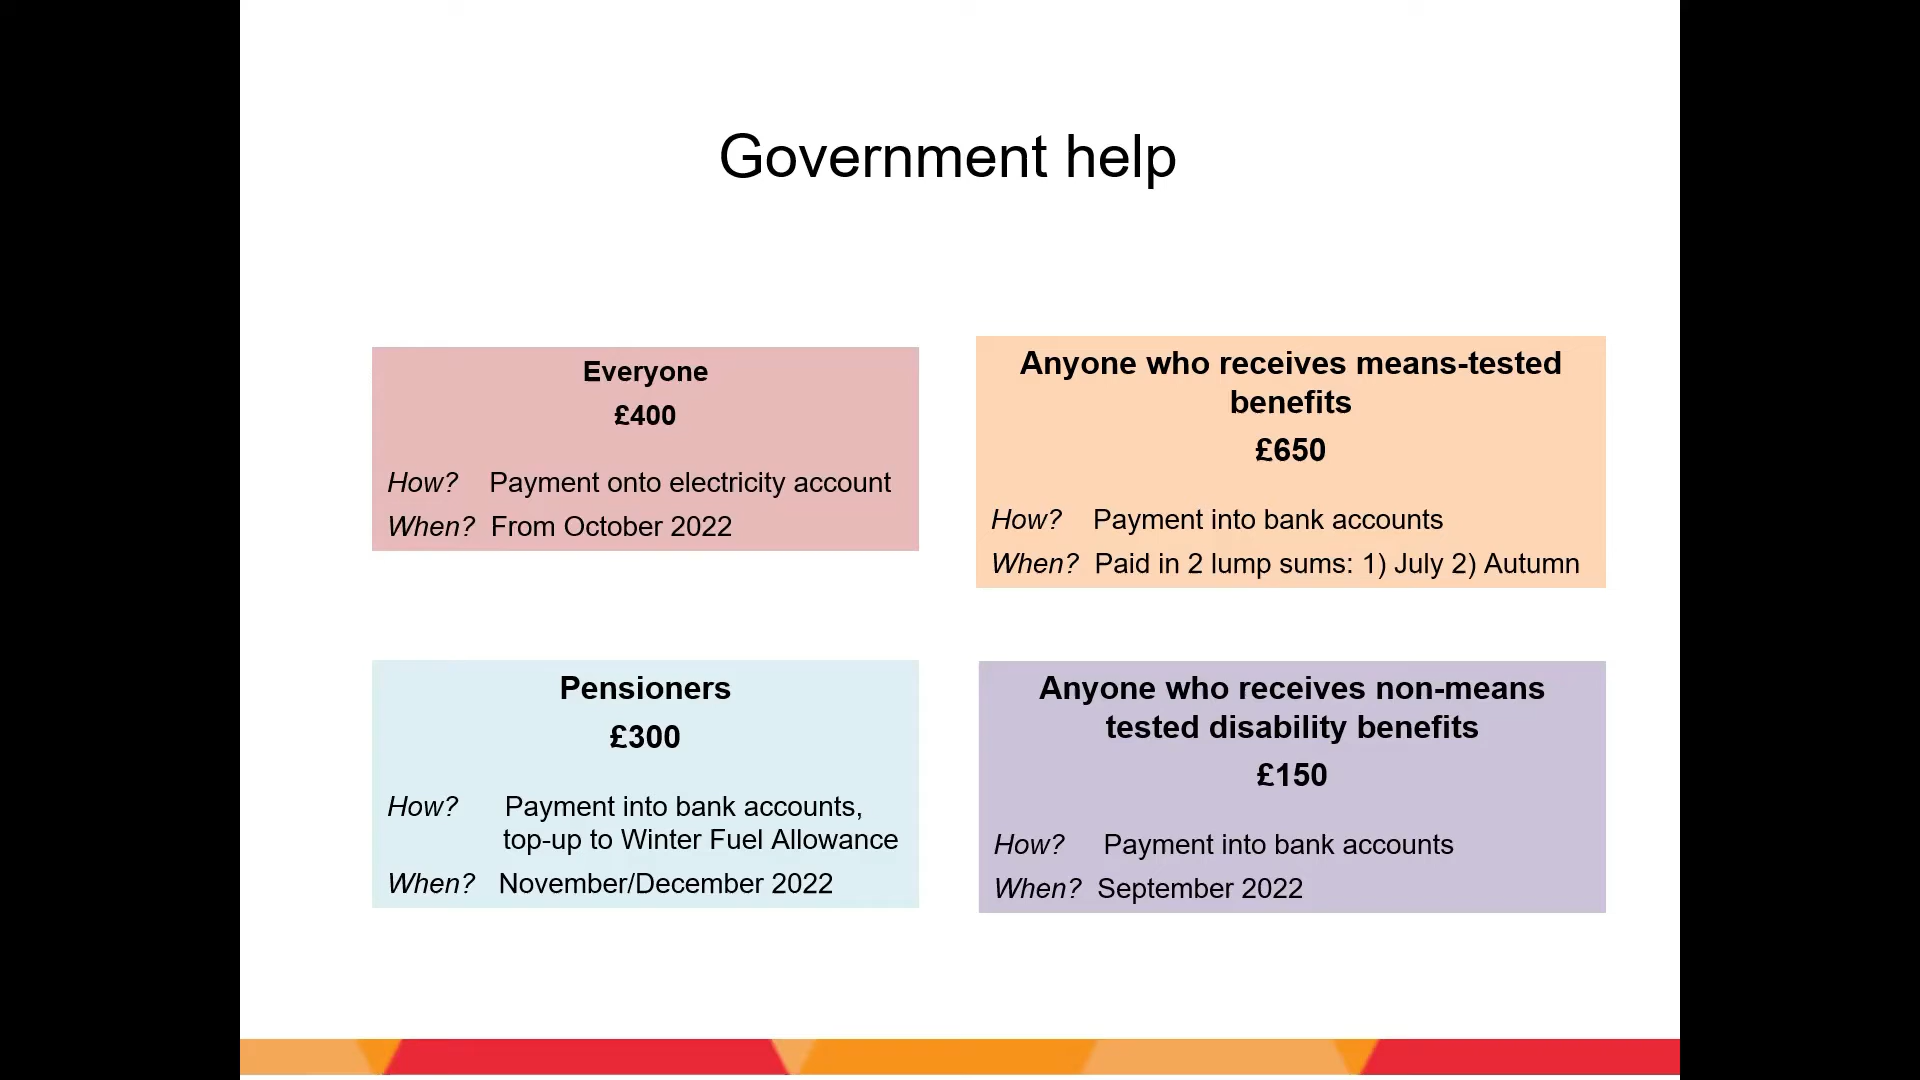 Government help
Everyone
£400
How? Payment onto electricity account
When? From October 2022
Anyone who receives means-tested
benefits
£650
How? Payment into bank accounts
When? Paid in 2 lump sums: 1) July 2) Autumn
Pensioners
£300
How? Payment into bank accounts,
top-up to Winter Fuel Allowance
When? November/December 2022
Anyone who receives non-means
tested disability benefits
£150
How? Payment into bank accounts
When? September 2022